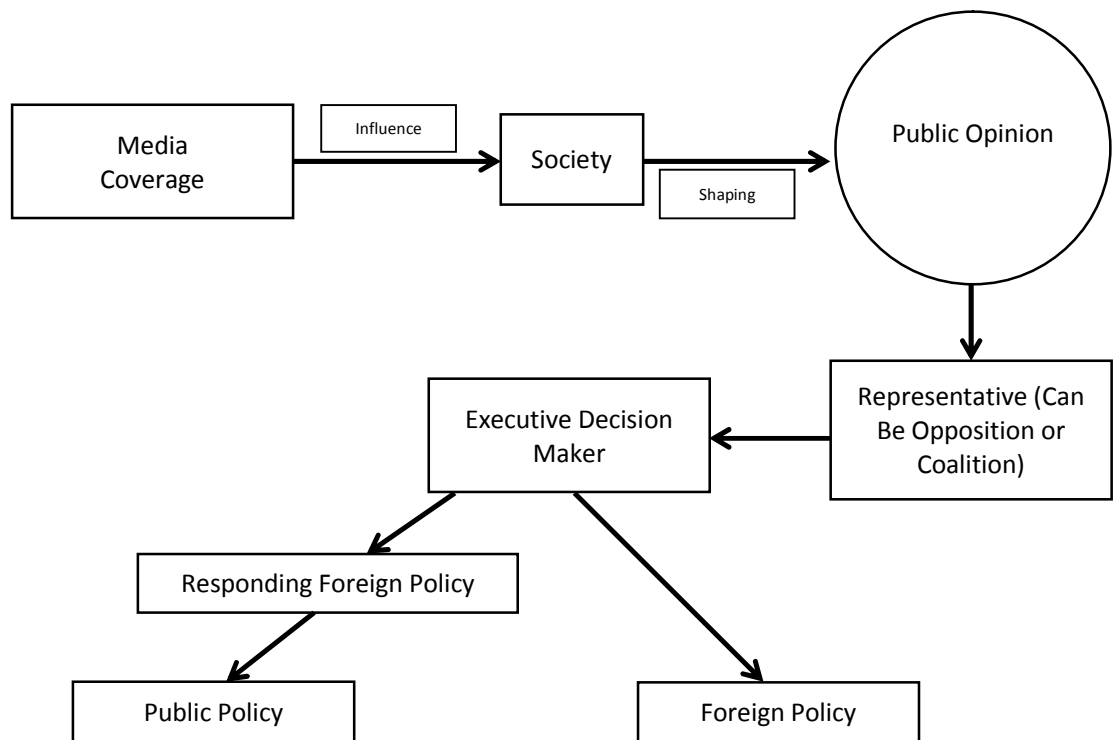 Media
Coverage
Influence
Society
Shaping
Public Opinion
Representative (Can
Be Opposition or
Coalition)
Executive Decision
Maker
Responding Foreign Policy
Public Policy
Foreign Policy